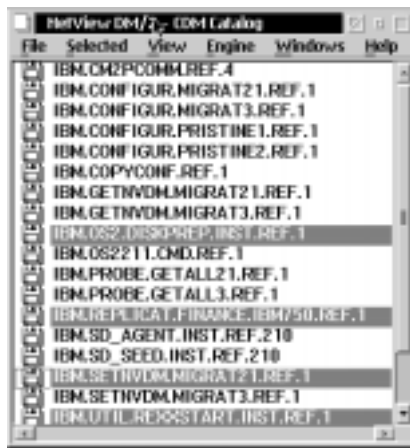 NetView DM/2 - CDM Catalog
File Selected View Engine Windows Help
IBM.CM2PCOMM.REF.4
IBM.CONFIGUR.MIGRAT21.REF.1
IBM.CONFIGUR.MIGRAT3.REF.1
IBM.CONFIGUR.PRISTINE1.REF.1
IBM.CONFIGUR.PRISTINE2.REF.1
IBM.COPYCONF.REF.1
IBM.GETNVDM.MIGRAT21.REF.1
IBM.GETNVDM.MIGRAT3.REF.1
IBM.OS2.DISKPREP.INST.REF.1
IBM.OS2211.CMD.REF.1
IBM.PROBE.GETALL21.REF.1
IBM.PROBE.GETALL3.REF.1
IBM.REPLICAT.FINANCE.IBM750.REF.1
IBM.SD_AGENT.INST.REF.210
IBM.SD_SEED.INST.REF.210
IBM.SETNVDM.MIGRAT21.REF.1
IBM.SETNVDM.MIGRAT3.REF.1
IBM.UTIL.REXXSTART.INST.REF.1